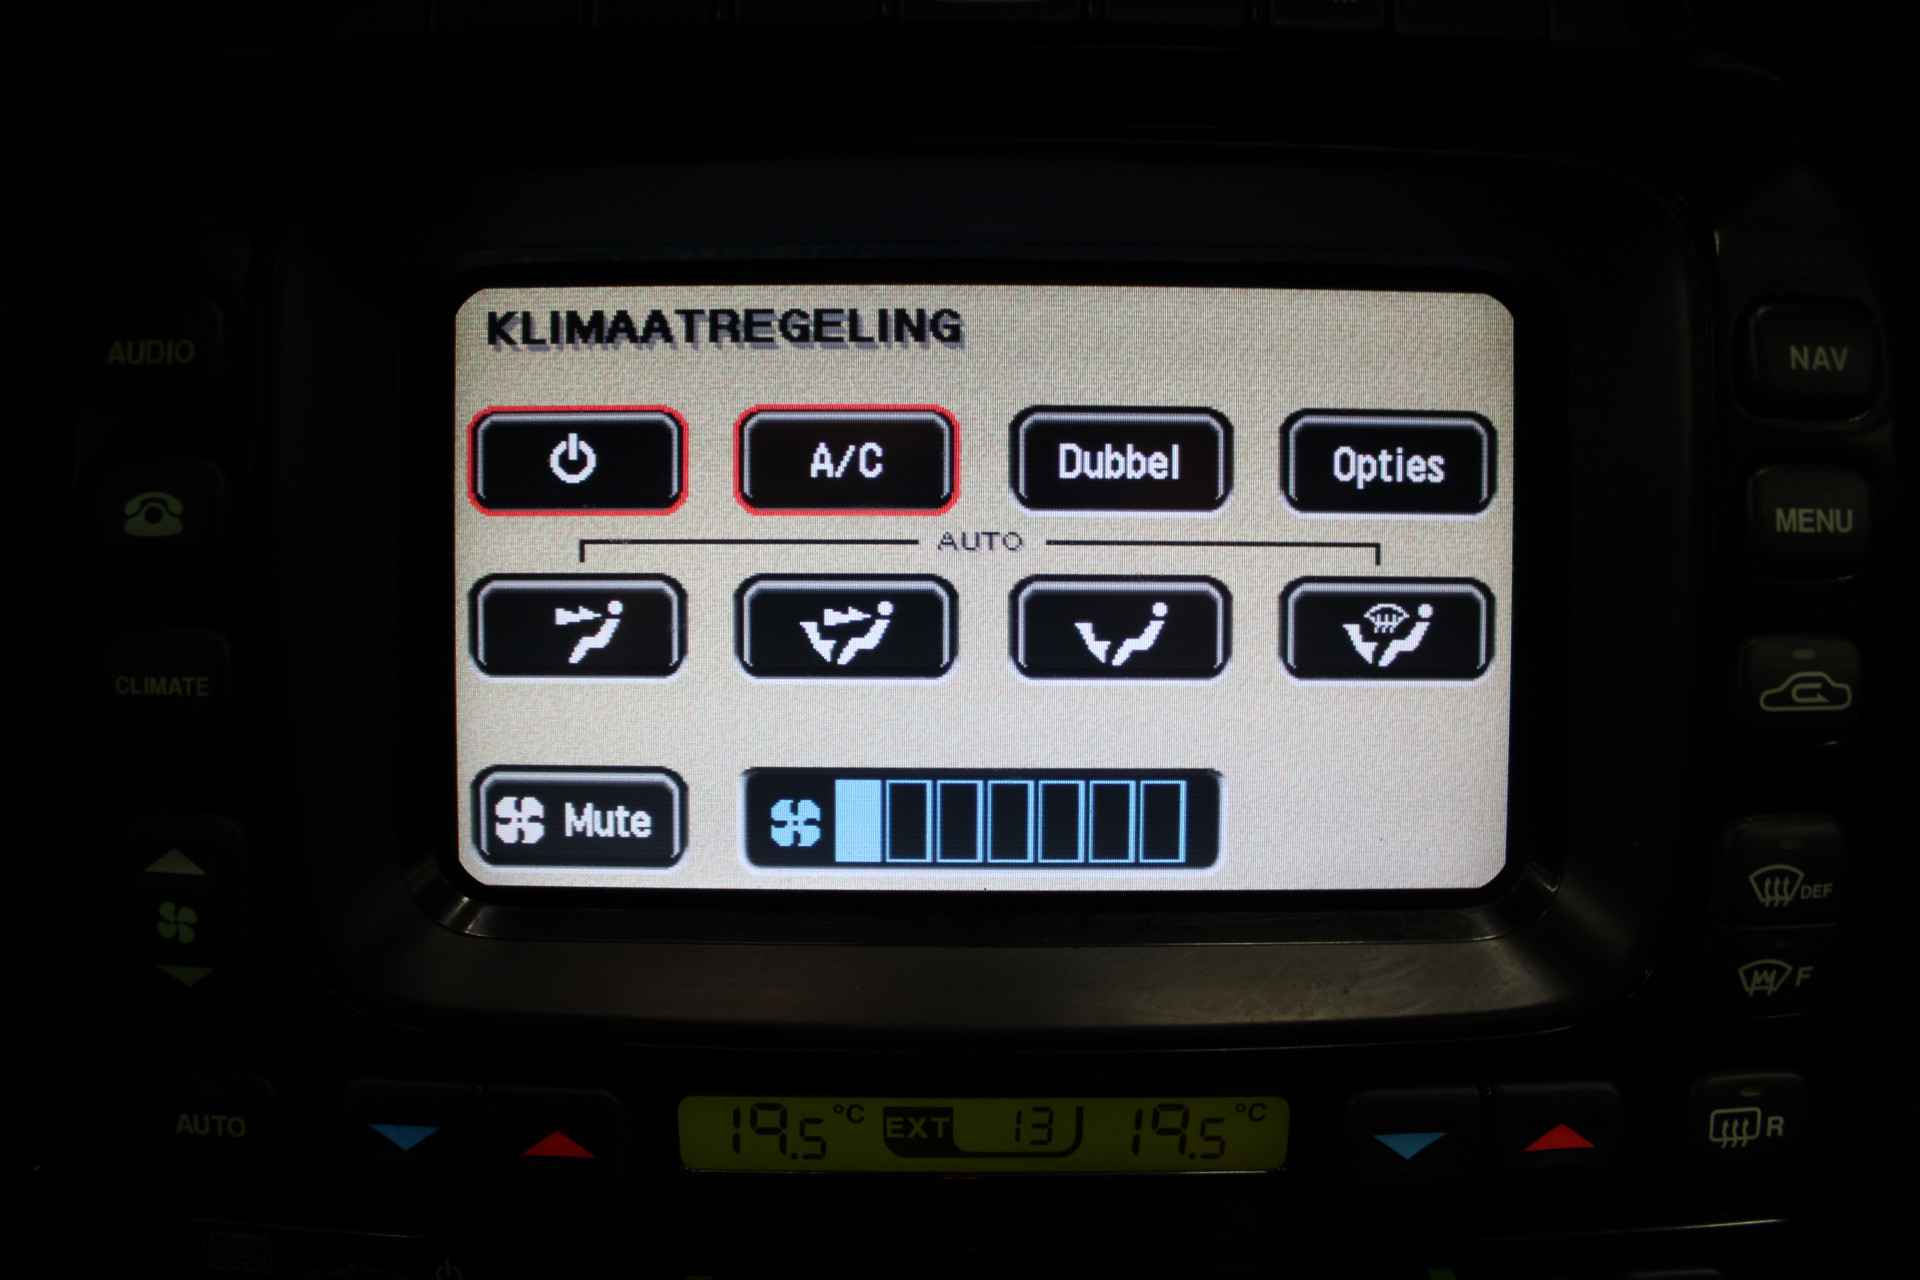 KLIMAATREGELING
AUDIO
NAV
A/C
Dubbel
Opties
MENU
AUTO
CLIMATE
Mute
DEF
F
AUTO
19.5°C
EXT
13
19.5°C
R